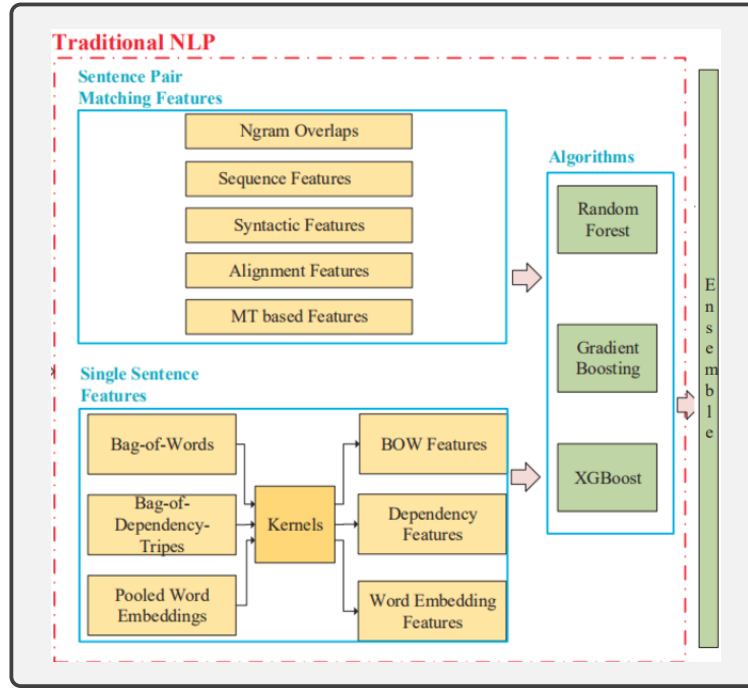 Traditional NLP
Sentence Pair
Matching Features
Ngram Overlaps
Sequence Features
Syntactic Features
Alignment Features
MT based Features
Single Sentence
Features
Bag-of-Words
Bag-of-
Dependency-
Tripes
Pooled Word
Embeddings
Kernels
BOW Features
Dependency
Features
Word Embedding
Features
Algorithms
Random
Forest
Gradient
Boosting
XGBoost
E
n
s
e
m
b
l
e